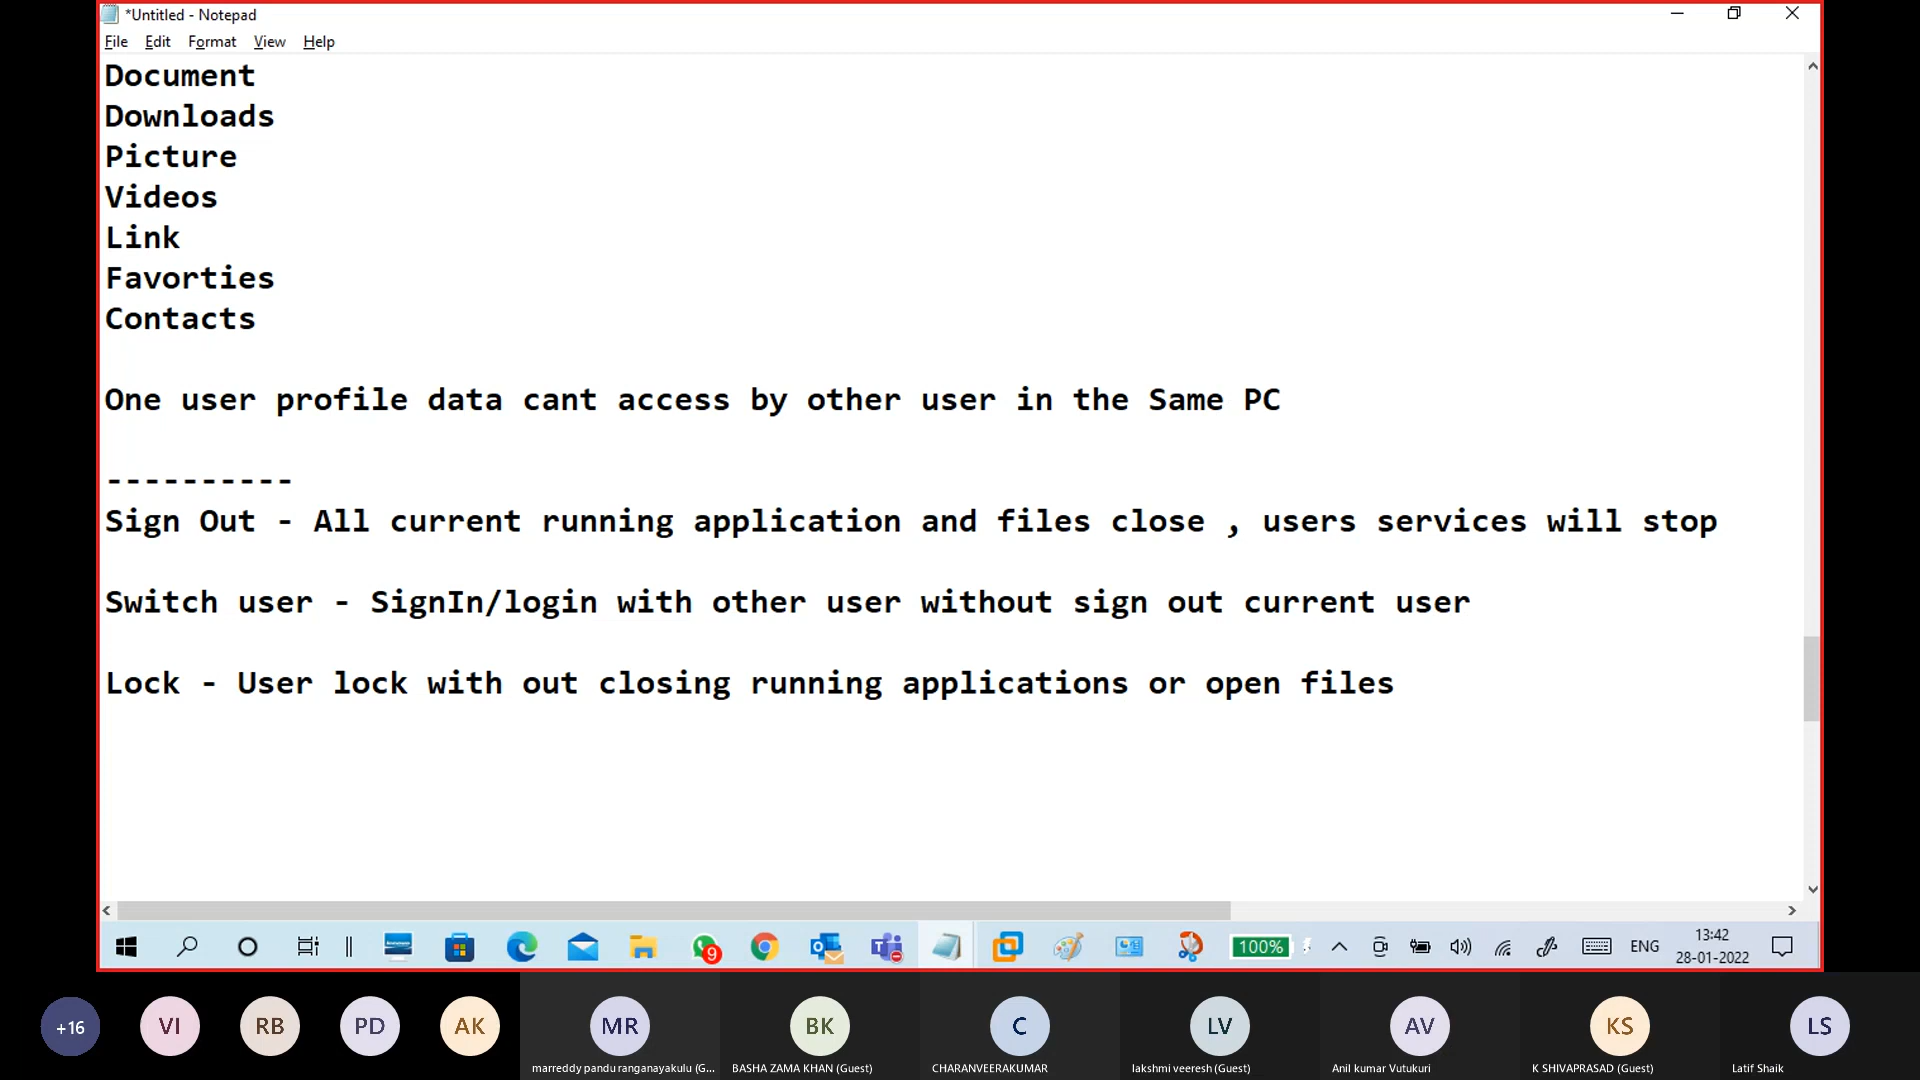 *Untitled - Notepad
File Edit Format View Help
Document
Downloads
Picture
Videos
Link
Favorties
Contacts
One user profile data cant access by other user in the Same PC
----------
Sign Out - All current running application and files close , users services will stop
Switch user - SignIn/login with other user without sign out current user
Lock - User lock with out closing running applications or open files
9
100%
ENG
13:42
28-01-2022
+16
VI
RB
PD
AK
MR
BK
C
LV
AV
KS
LS
marreddy pandu ranganayakulu (G...
BASHA ZAMA KHAN (Guest)
CHARANVEERAKUMAR
lakshmi veeresh (Guest)
Anil kumar Vutukuri
K SHIVAPRASAD (Guest)
Latif Shaik